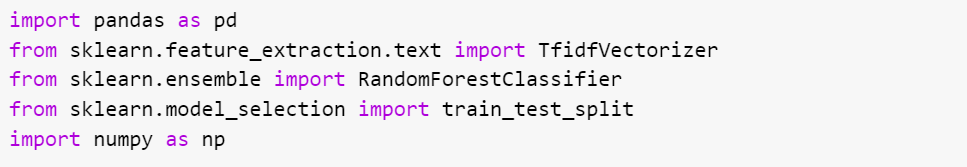 import pandas as pd
from sklearn.feature_extraction.text import TfidfVectorizer
from sklearn.ensemble import RandomForestClassifier
from sklearn.model_selection import train_test_split
import numpy as np